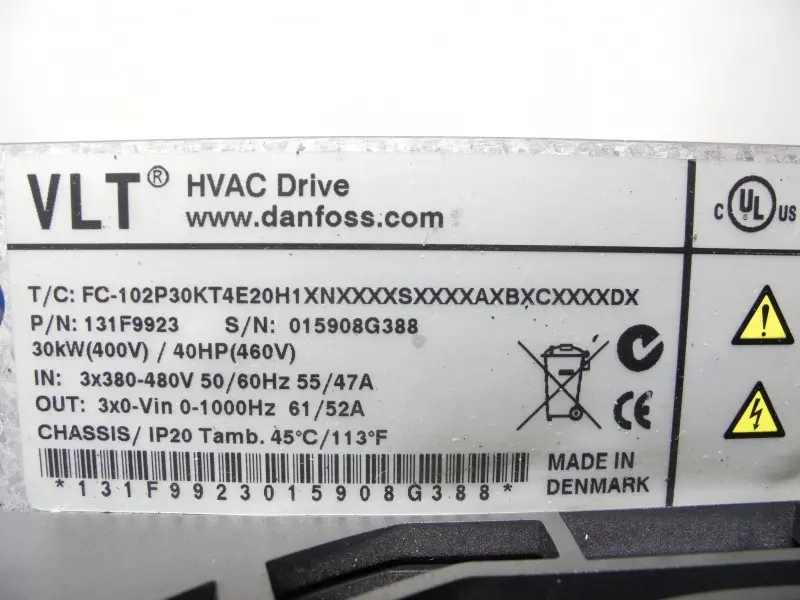 VLT® HVAC Drive
www.danfoss.com
C UL US
T/C: FC-102P30KT4E20H1XNXXXXSXXXXAXBXCXXXXDX
P/N: 131F9923 S/N: 015908G388
30kW(400V) / 40HP(460V)
IN: 3x380-480V 50/60Hz 55/47A
OUT: 3x0-Vin 0-1000Hz 61/52A
CHASSIS/ IP20 Tamb. 45°C/113°F
*131F9923015908G388*
CE
MADE IN
DENMARK